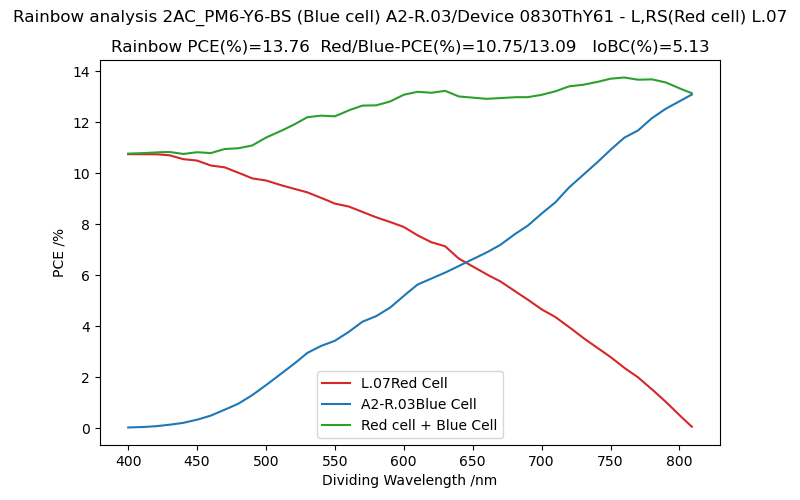 Rainbow analysis 2AC_PM6-Y6-BS (Blue cell) A2-R.03/Device 0830ThY61 - L,RS(Red cell) L.07
Rainbow PCE(%)=13.76  Red/Blue-PCE(%)=10.75/13.09   IoBC(%)=5.13
14
12
10
8
6
4
2
0
PCE /%
L.07Red Cell
A2-R.03Blue Cell
Red cell + Blue Cell
400 450 500 550 600 650 700 750 800
Dividing Wavelength /nm